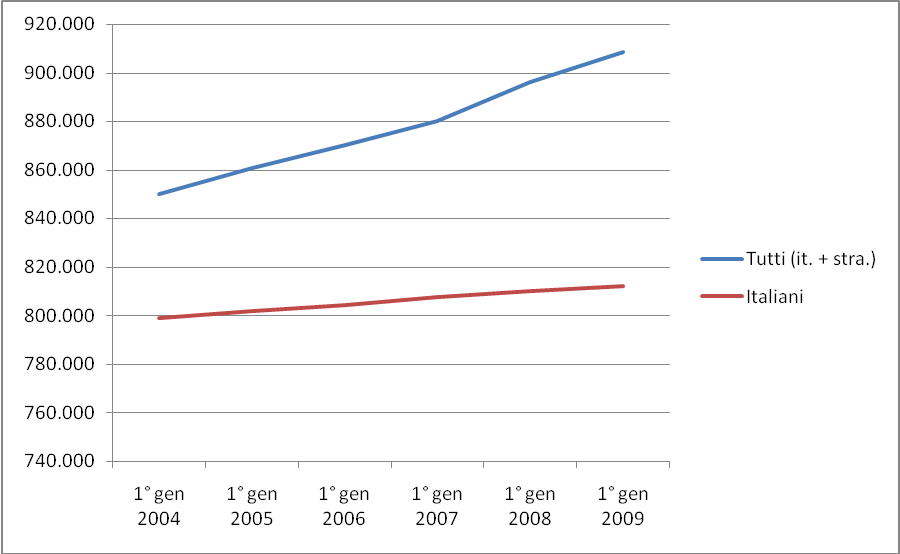 920.000
900.000
880.000
860.000
840.000
820.000
800.000
780.000
760.000
740.000
1° gen 2004
1° gen 2005
1° gen 2006
1° gen 2007
1° gen 2008
1° gen 2009
Tutti (it. + stra.)
Italiani